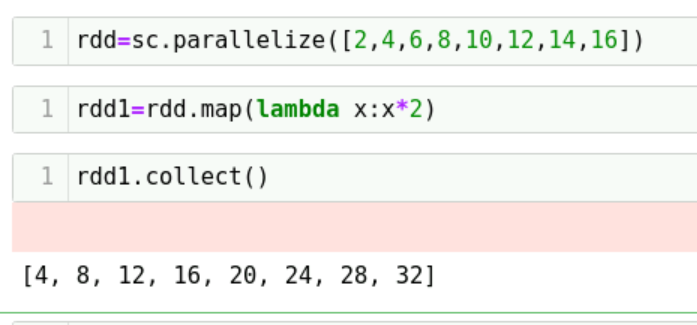 1 rdd=sc.parallelize([2,4,6,8,10,12,14,16])
1 rdd1=rdd.map(lambda x:x*2)
1 rdd1.collect()
[4, 8, 12, 16, 20, 24, 28, 32]